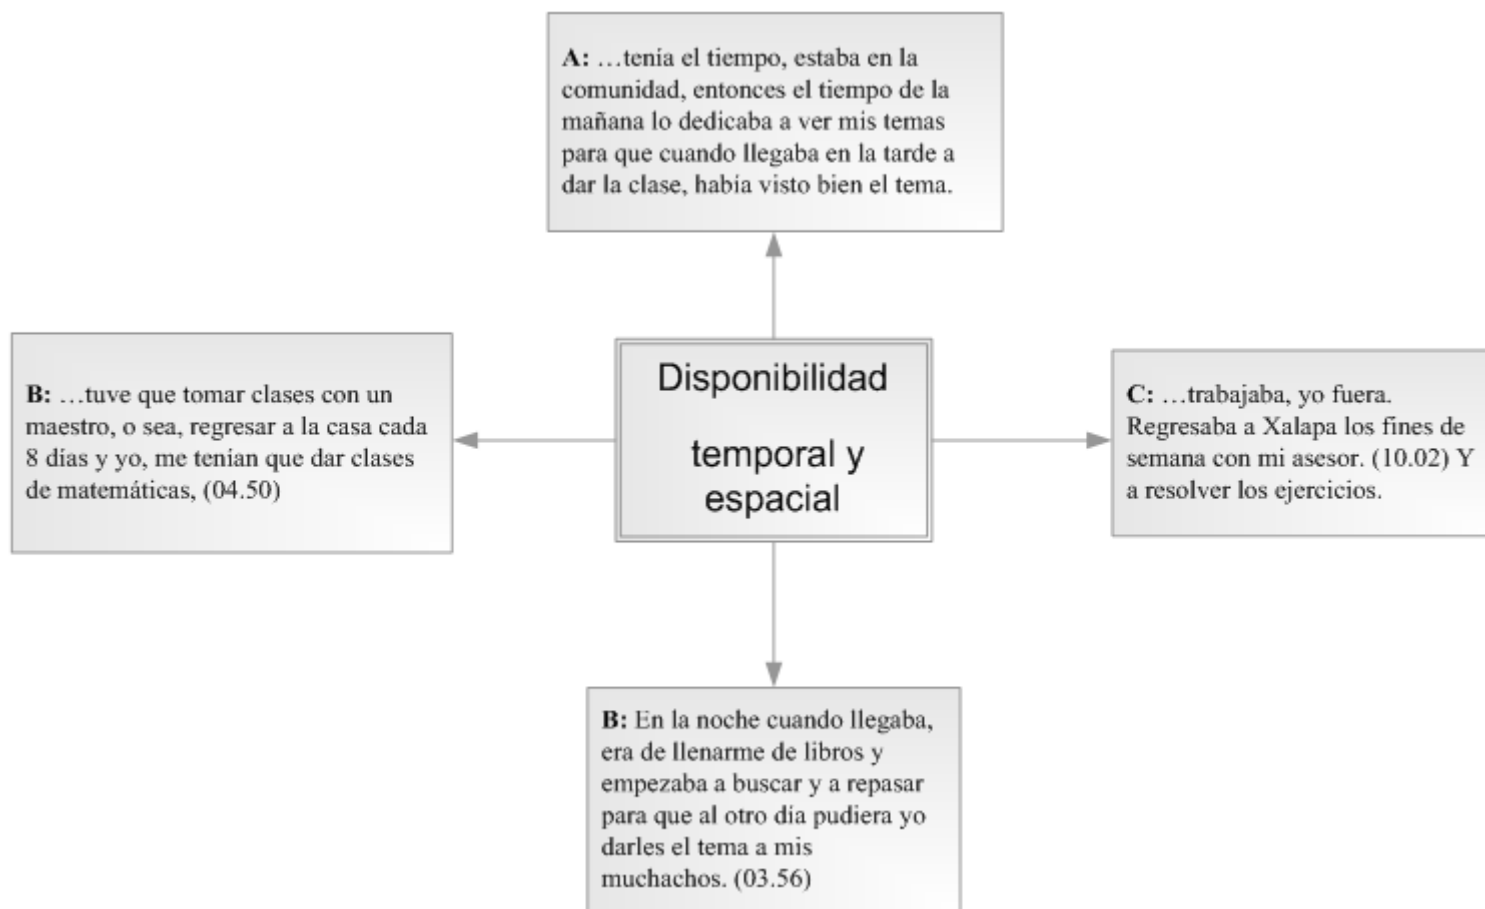 A: …tenía el tiempo, estaba en la
comunidad, entonces el tiempo de la
mañana lo dedicaba a ver mis temas
para que cuando llegaba en la tarde a
dar la clase, había visto bien el tema.
B: …tuve que tomar clases con un
maestro, o sea, regresar a la casa cada
8 días y yo, me tenían que dar clases
de matemáticas, (04.50)
Disponibilidad
temporal y
espacial
C: …trabajaba, yo fuera.
Regresaba a Xalapa los fines de
semana con mi asesor. (10.02) Y
a resolver los ejercicios.
B: En la noche cuando llegaba,
era de llenarme de libros y
empezaba a buscar y a repasar
para que al otro día pudiera yo
darles el tema a mis
muchachos. (03.56)